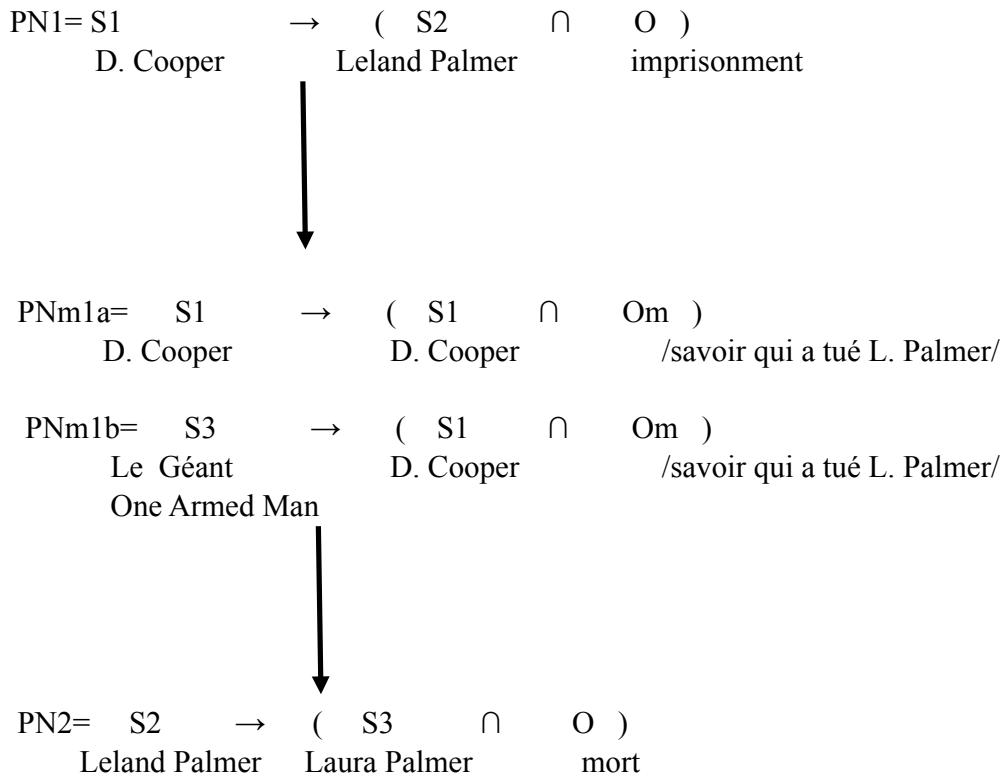 PN1= S1 → ( S2 ∩ O )
D. Cooper Leland Palmer imprisonment
PNm1a= S1 → ( S1 ∩ Om )
D. Cooper D. Cooper /savoir qui a tué L. Palmer/
PNm1b= S3 → ( S1 ∩ Om )
Le Géant D. Cooper /savoir qui a tué L. Palmer/
One Armed Man
PN2= S2 → ( S3 ∩ O )
Leland Palmer Laura Palmer mort